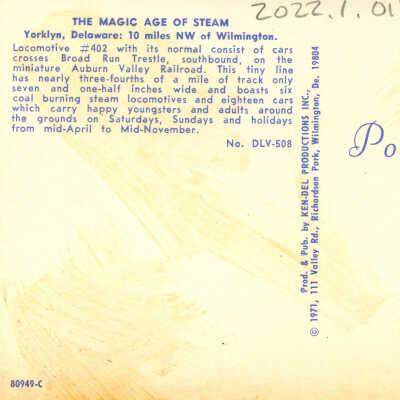 2022.1.01
THE MAGIC AGE OF STEAM
Yorklyn, Delaware: 10 miles NW of Wilmington.
Locomotive #402 with its normal consist of cars
crosses Broad Run Trestle, southbound, on the
miniature Auburn Valley Railroad. This tiny line
has nearly three-fourths of a mile of track only
seven and one-half inches wide and boasts six
coal burning steam locomotives and eighteen cars
which carry happy youngsters and adults around
the grounds on Saturdays, Sundays and holidays
from mid-April to Mid-November.
No. DLV-508
Prod. & Pub. by KEN-DEL PRODUCTIONS INC.,
© 1971, 111 Valley Rd., Richardson Park, Wilmington, De. 19804
Po
80949-C